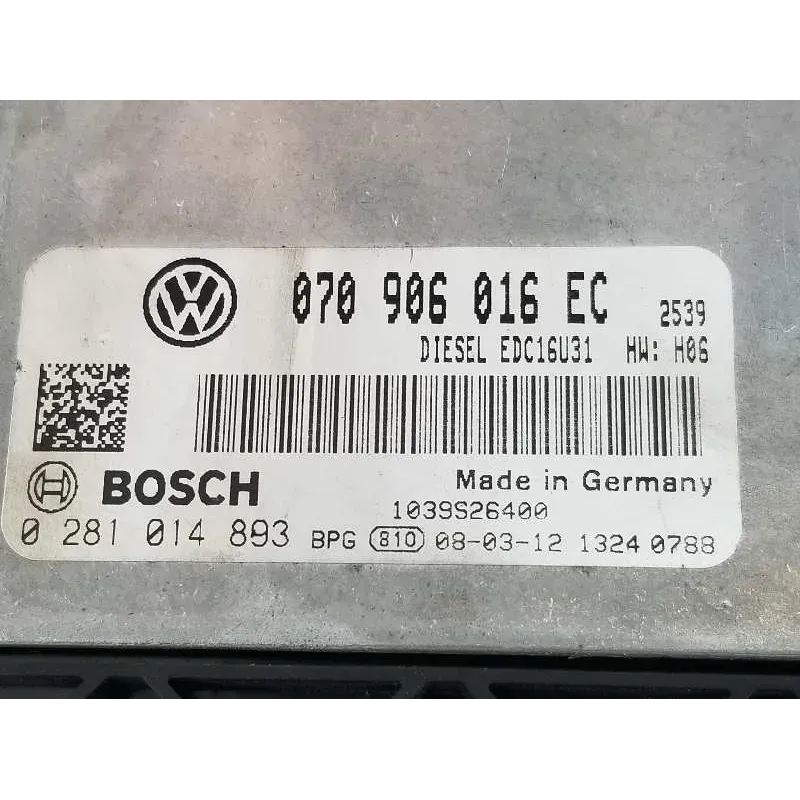 070 906 016 EC 2539
DIESEL EDC16U31 HW: H06
BOSCH Made in Germany
1039S26400
0 281 014 893 BPG 810 08-03-12 1324 0788